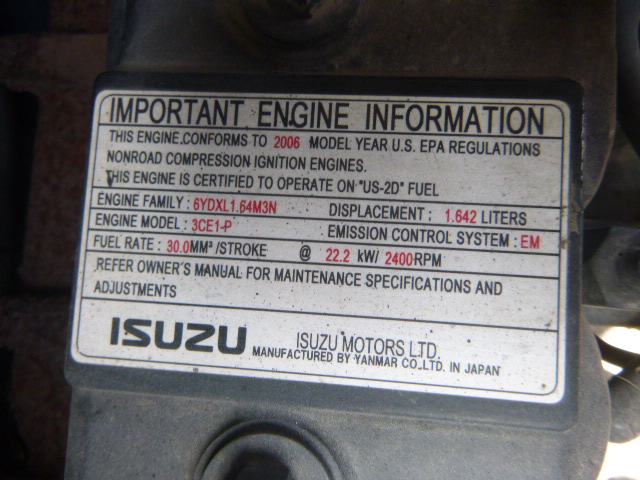 IMPORTANT ENGINE INFORMATION
THIS ENGINE.CONFORMS TO 2006 MODEL YEAR U.S. EPA REGULATIONS
NONROAD COMPRESSION IGNITION ENGINES.
THIS ENGINE IS CERTIFIED TO OPERATE ON "US-2D" FUEL
ENGINE FAMILY : 6YDXL1.64M3N DISPLACEMENT : 1.642 LITERS
ENGINE MODEL : 3CE1-P EMISSION CONTROL SYSTEM : EM
FUEL RATE : 30.0MM³/STROKE @ 22.2 kW/ 2400RPM
REFER OWNER'S MANUAL FOR MAINTENANCE SPECIFICATIONS AND
ADJUSTMENTS
ISUZU ISUZU MOTORS LTD.
MANUFACTURED BY YANMAR CO.,LTD. IN JAPAN